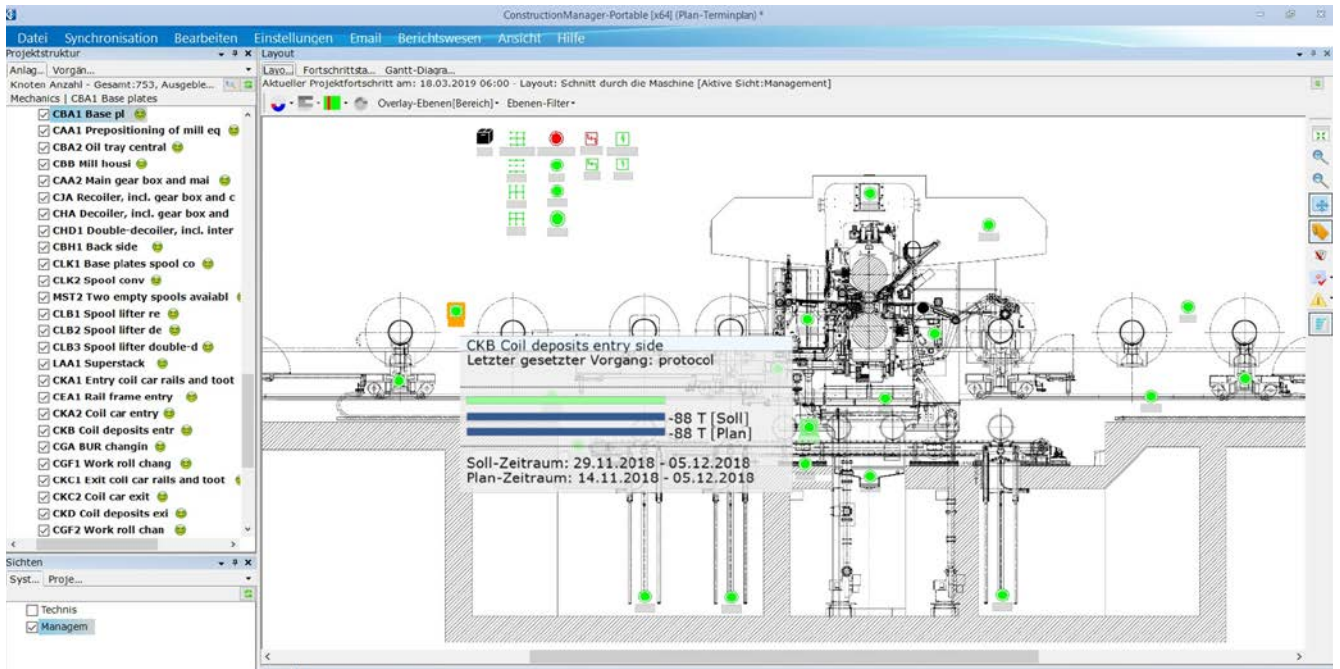 ConstructionManager-Portable [x64] (Plan-Terminplan) *
Datei Synchronisation Bearbeiten Einstellungen Email Berichtswesen Ansicht Hilfe
Projektstruktur
Layout
Anlag... Vorgän...
Layo... Fortschrittsta... Gantt-Diagra...
Knoten Anzahl - Gesamt:753, Ausgeble...
Aktueller Projektfortschritt am: 18.03.2019 06:00 - Layout: Schnitt durch die Maschine [Aktive Sicht:Management]
Mechanics | CBA1 Base plates
Overlay-Ebenen[Bereich] Ebenen-Filter
CBA1 Base pl
CAA1 Prepositioning of mill eq
CBA2 Oil tray central
CBB Mill housi
CAA2 Main gear box and mai
CJA Recoiler, incl. gear box and c
CHA Decoiler, incl. gear box and
CHD1 Double-decoiler, incl. inter
CBH1 Back side
CLK1 Base plates spool co
CLK2 Spool conv
MST2 Two empty spools avaiabl
CLB1 Spool lifter re
CLB2 Spool lifter de
CLB3 Spool lifter double-d
LAA1 Superstack
CKA1 Entry coil car rails and toot
CEA1 Rail frame entry
CKA2 Coil car entry
CKB Coil deposits entr
CGA BUR changin
CGF1 Work roll chang
CKC1 Exit coil car rails and toot
CKC2 Coil car exit
CKD Coil deposits exi
CGF2 Work roll chan
CKB Coil deposits entry side
Letzter gesetzter Vorgang: protocol
-88 T [Soll]
-88 T [Plan]
Soll-Zeitraum: 29.11.2018 - 05.12.2018
Plan-Zeitraum: 14.11.2018 - 05.12.2018
Sichten
Syst... Proje...
Technis
Managem